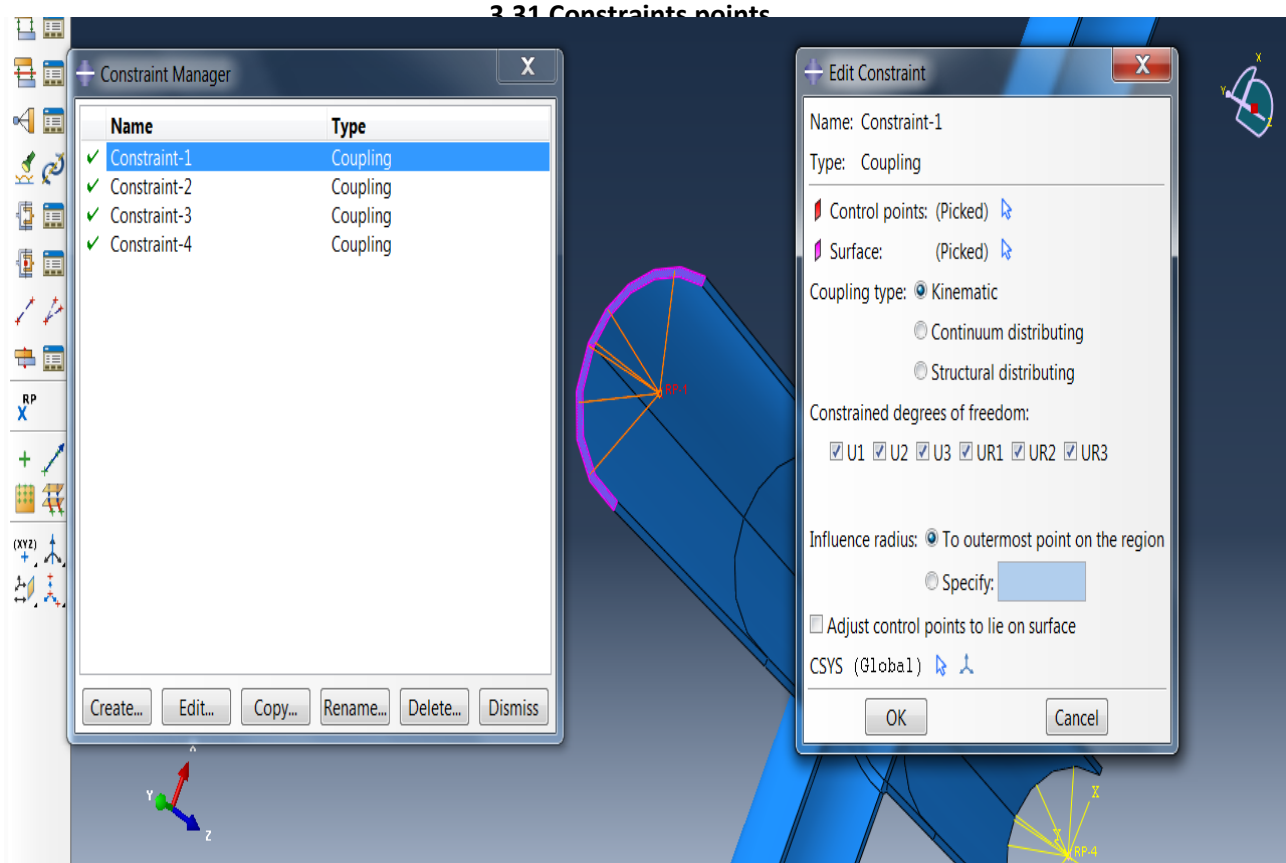 3.31 Constraints points
Constraint Manager
X
Name Type
Constraint-1 Coupling
Constraint-2 Coupling
Constraint-3 Coupling
Constraint-4 Coupling
Create... Edit... Copy... Rename... Delete... Dismiss
Edit Constraint
X
Name: Constraint-1
Type: Coupling
Control points: (Picked)
Surface: (Picked)
Coupling type: Kinematic
Continuum distributing
Structural distributing
Constrained degrees of freedom:
U1 U2 U3 UR1 UR2 UR3
Influence radius: To outermost point on the region
Specify:
Adjust control points to lie on surface
CSYS (Global)
OK Cancel
RP
X
(XYZ)
RP-1
X
Y
Z
X
Y
Z
X
Y
Z
RP-4